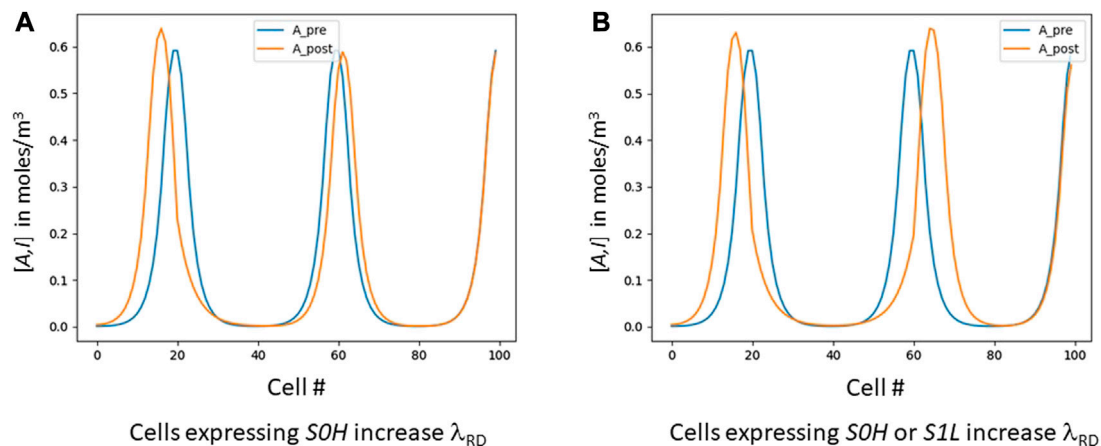 A
A_pre
A_post
0.6
0.5
0.4
0.3
0.2
0.1
0.0
[A,I] in moles/m³
0 20 40 60 80 100
Cell #
Cells expressing S0H increase λRD
B
A_pre
A_post
0.6
0.5
0.4
0.3
0.2
0.1
0.0
[A,I] in moles/m³
0 20 40 60 80 100
Cell #
Cells expressing S0H or S1L increase λRD